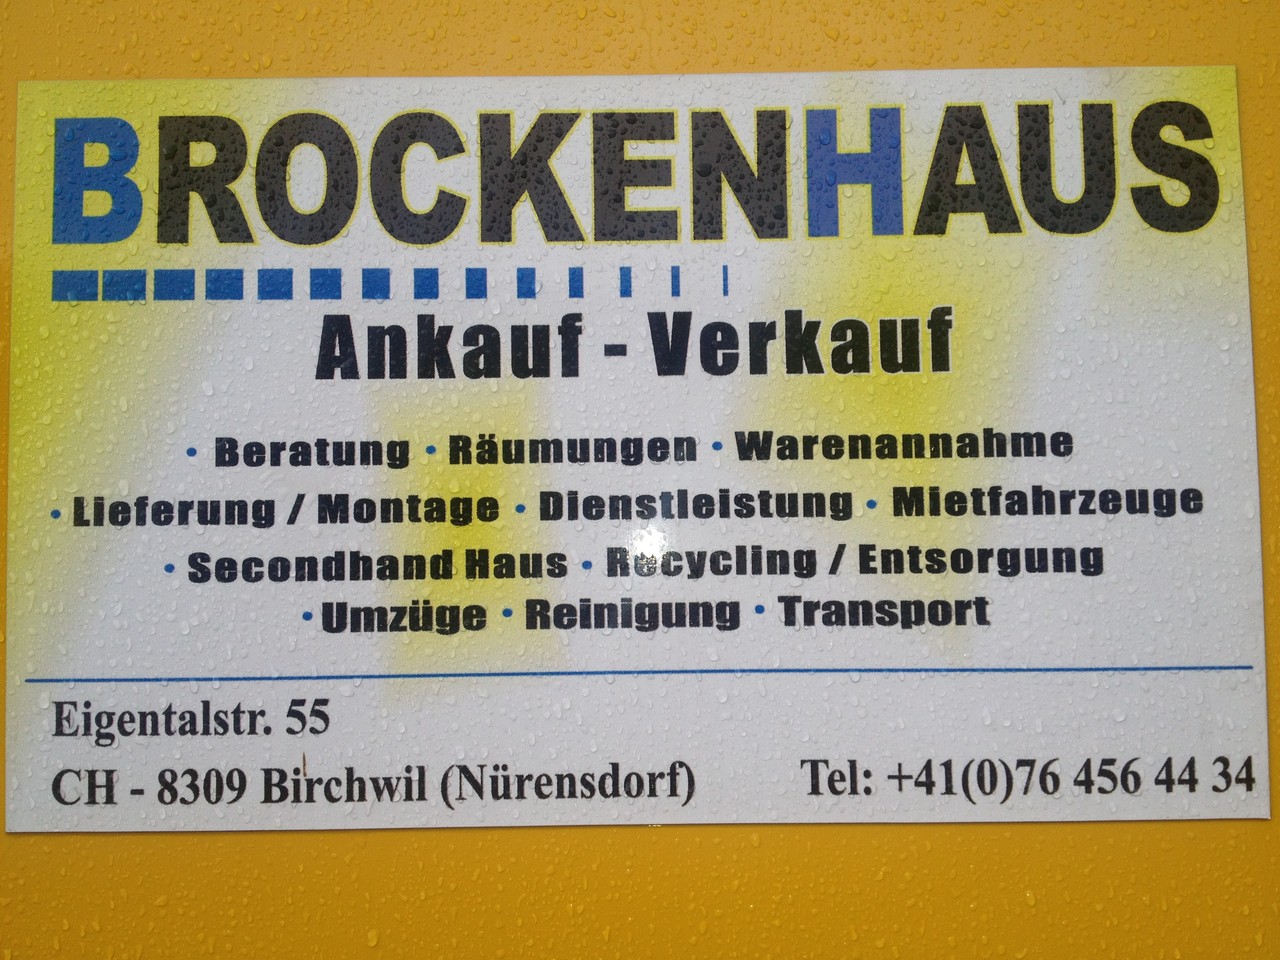 BROCKENHAUS
Ankauf - Verkauf
• Beratung • Räumungen • Warenannahme
• Lieferung / Montage • Dienstleistung • Mietfahrzeuge
• Secondhand Haus • Recycling / Entsorgung
• Umzüge • Reinigung • Transport
Eigentalstr. 55
CH - 8309 Birchwil (Nürensdorf) Tel: +41(0)76 456 44 34